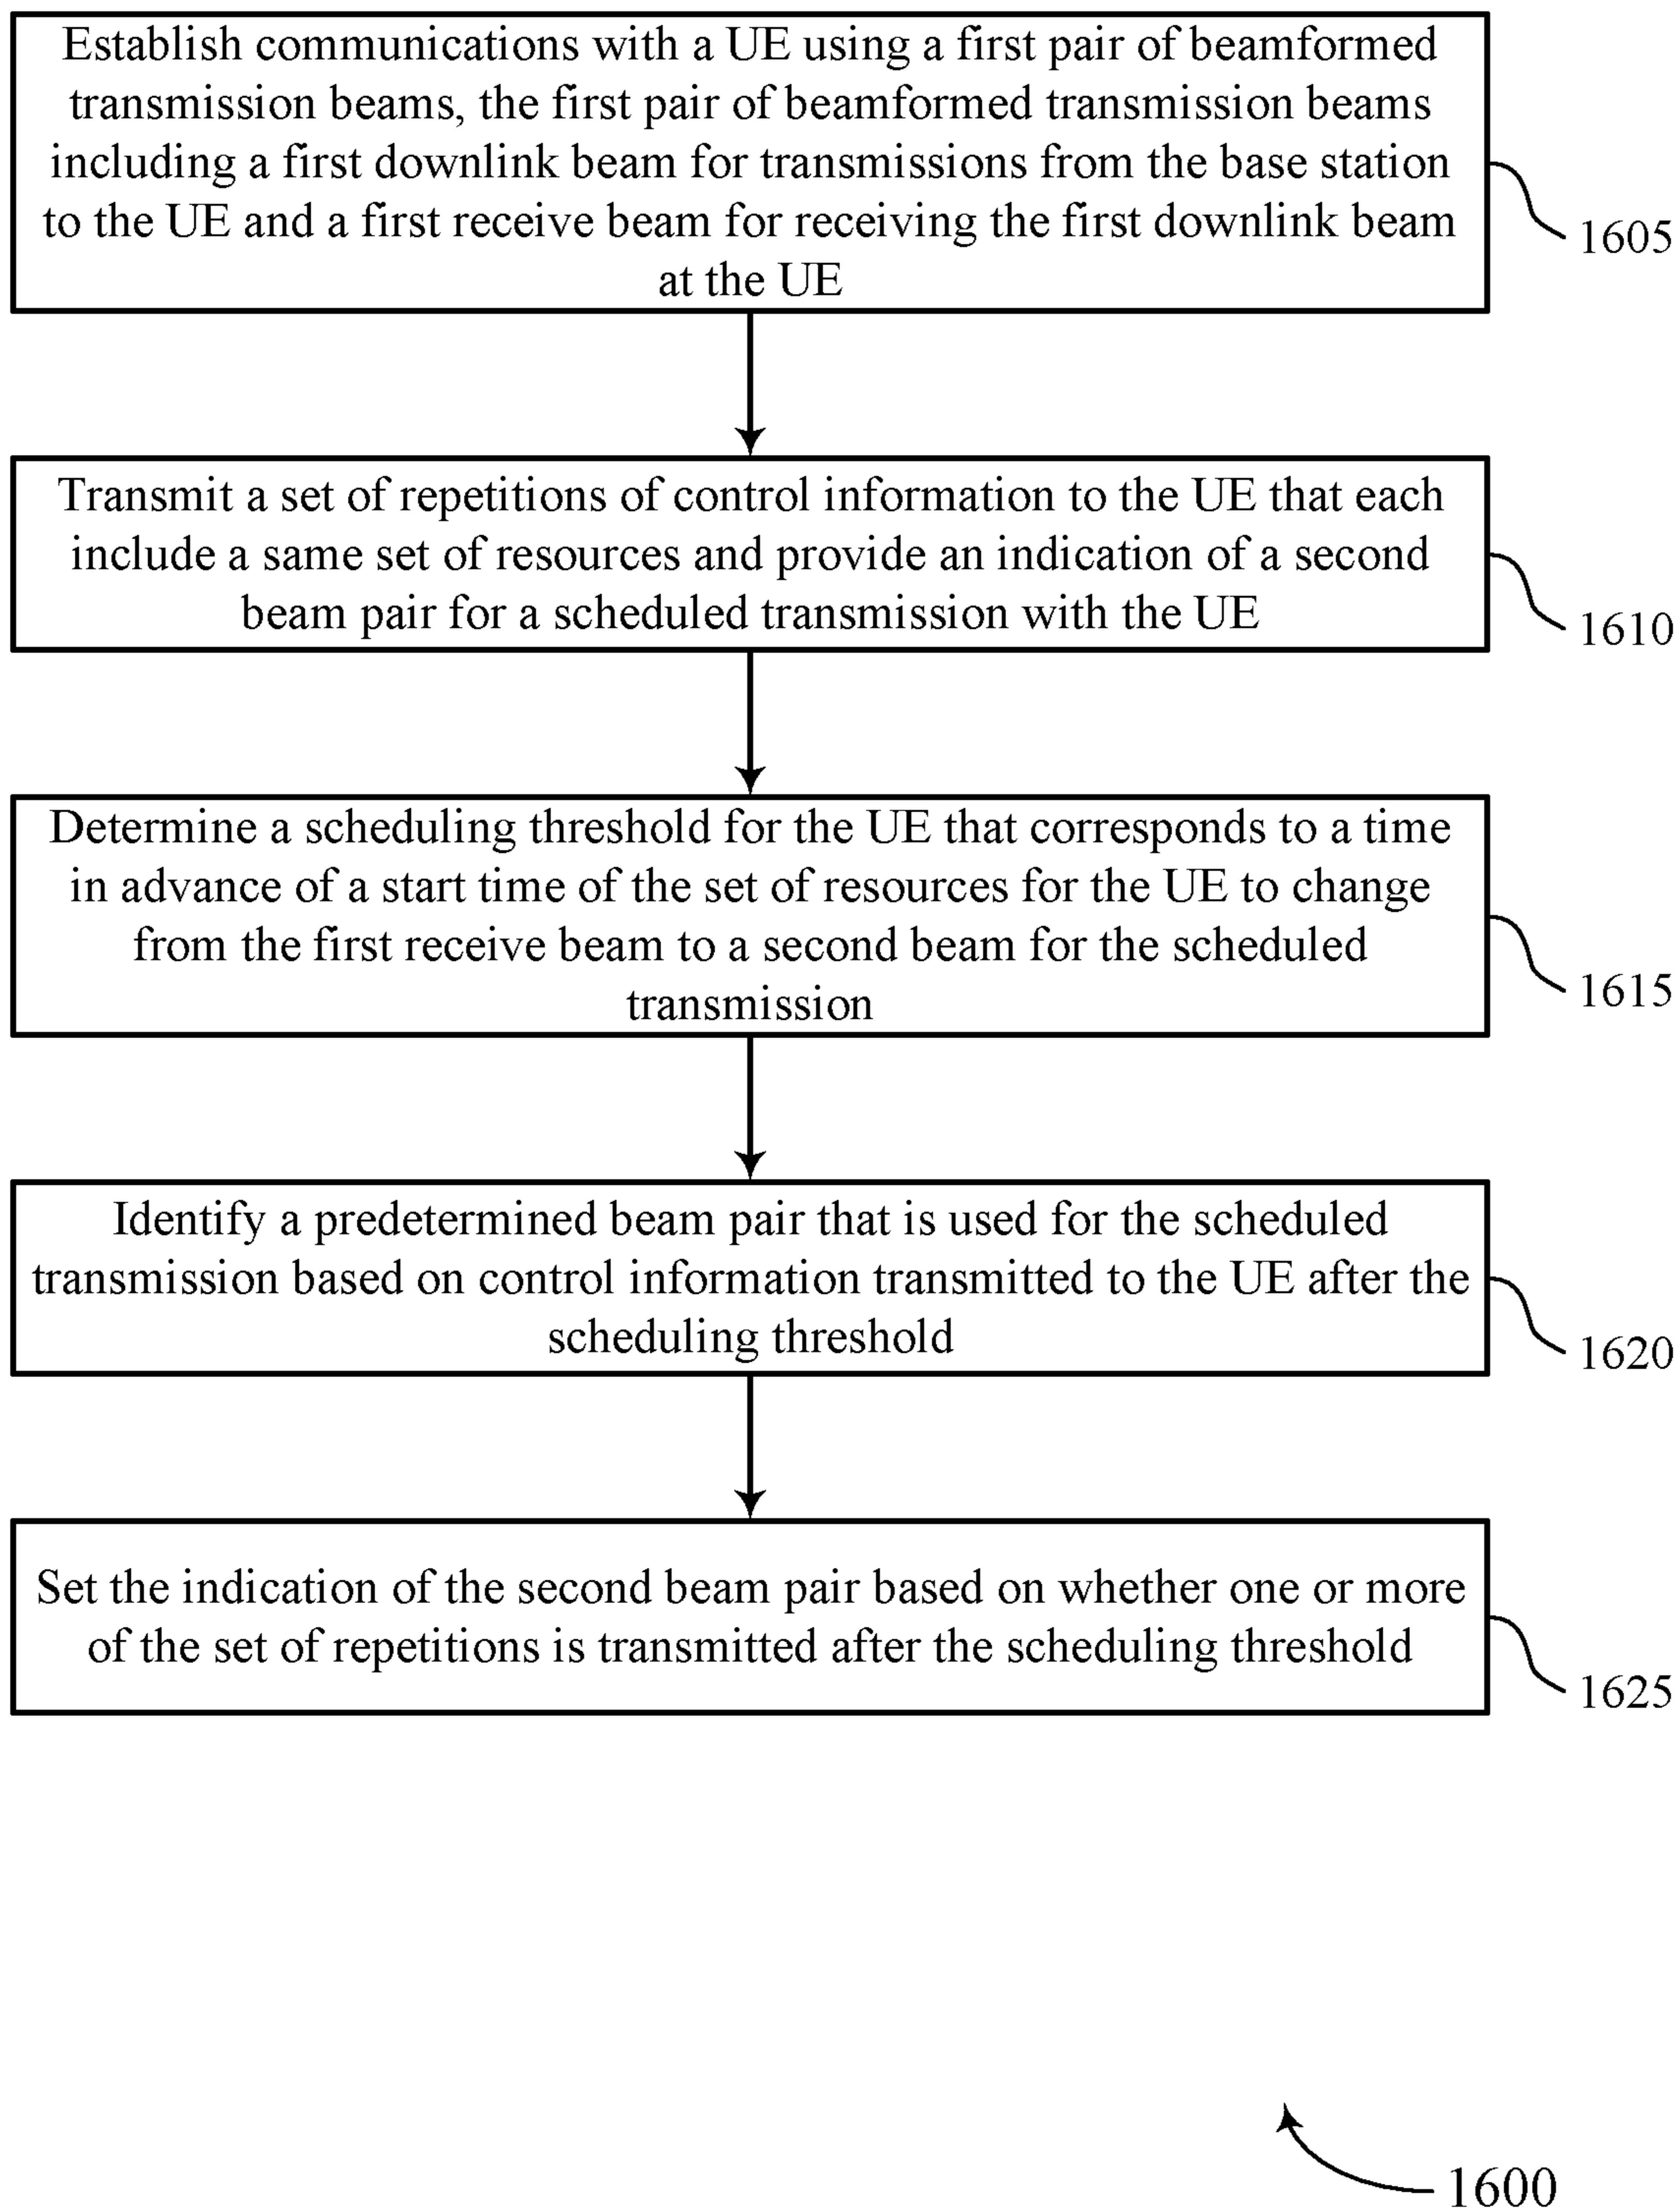 Establish communications with a UE using a first pair of beamformed
transmission beams, the first pair of beamformed transmission beams
including a first downlink beam for transmissions from the base station
to the UE and a first receive beam for receiving the first downlink beam
at the UE
1605
Transmit a set of repetitions of control information to the UE that each
include a same set of resources and provide an indication of a second
beam pair for a scheduled transmission with the UE
1610
Determine a scheduling threshold for the UE that corresponds to a time
in advance of a start time of the set of resources for the UE to change
from the first receive beam to a second beam for the scheduled
transmission
1615
Identify a predetermined beam pair that is used for the scheduled
transmission based on control information transmitted to the UE after the
scheduling threshold
1620
Set the indication of the second beam pair based on whether one or more
of the set of repetitions is transmitted after the scheduling threshold
1625
1600